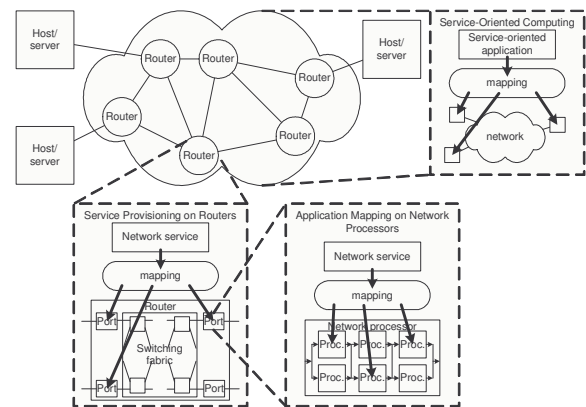 Host/
server
Router
Router
Router
Router
Router
Router
Host/
server
Host/
server
Service-Oriented Computing
Service-oriented
application
mapping
network
Service Provisioning on Routers
Network service
mapping
Router
Port
Port
Switching
fabric
Port
Port
Application Mapping on Network
Processors
Network service
mapping
Network processor
Proc.
Proc.
Proc.
Proc.
Proc.
Proc.